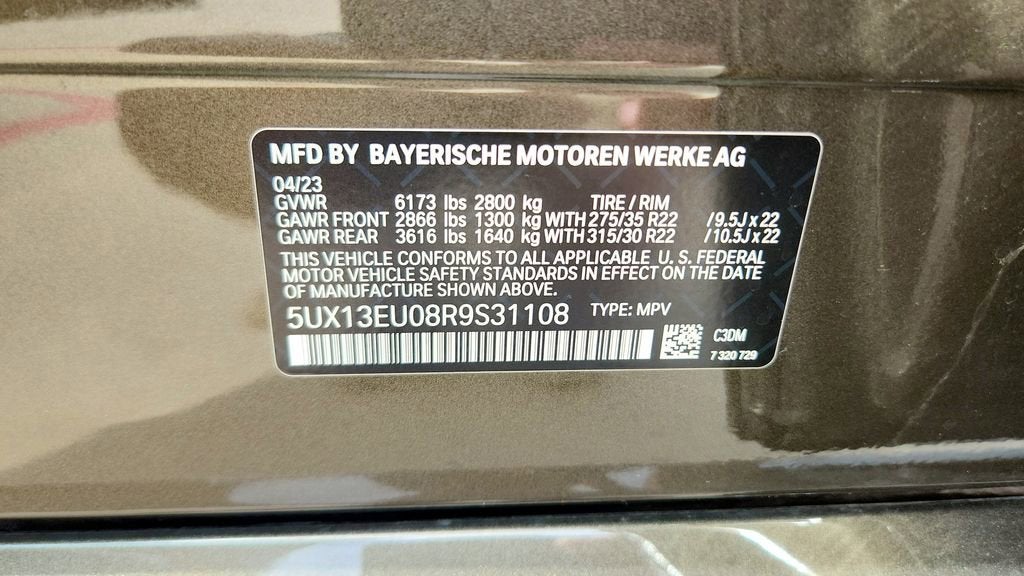 MFD BY BAYERISCHE MOTOREN WERKE AG
04/23
GVWR 6173 lbs 2800 kg TIRE / RIM
GAWR FRONT 2866 lbs 1300 kg WITH 275/35 R22 / 9.5J x 22
GAWR REAR 3616 lbs 1640 kg WITH 315/30 R22 / 10.5J x 22
THIS VEHICLE CONFORMS TO ALL APPLICABLE U. S. FEDERAL
MOTOR VEHICLE SAFETY STANDARDS IN EFFECT ON THE DATE
OF MANUFACTURE SHOWN ABOVE.
5UX13EU08R9S31108 TYPE: MPV
C3DM
7 320 729